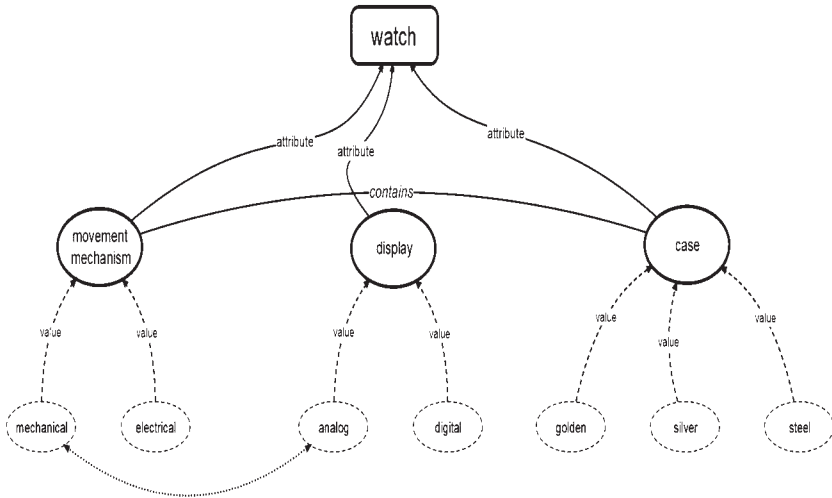 watch
attribute
attribute
attribute
contains
movement
mechanism
display
case
value
value
value
value
value
value
value
mechanical
electrical
analog
digital
golden
silver
steel